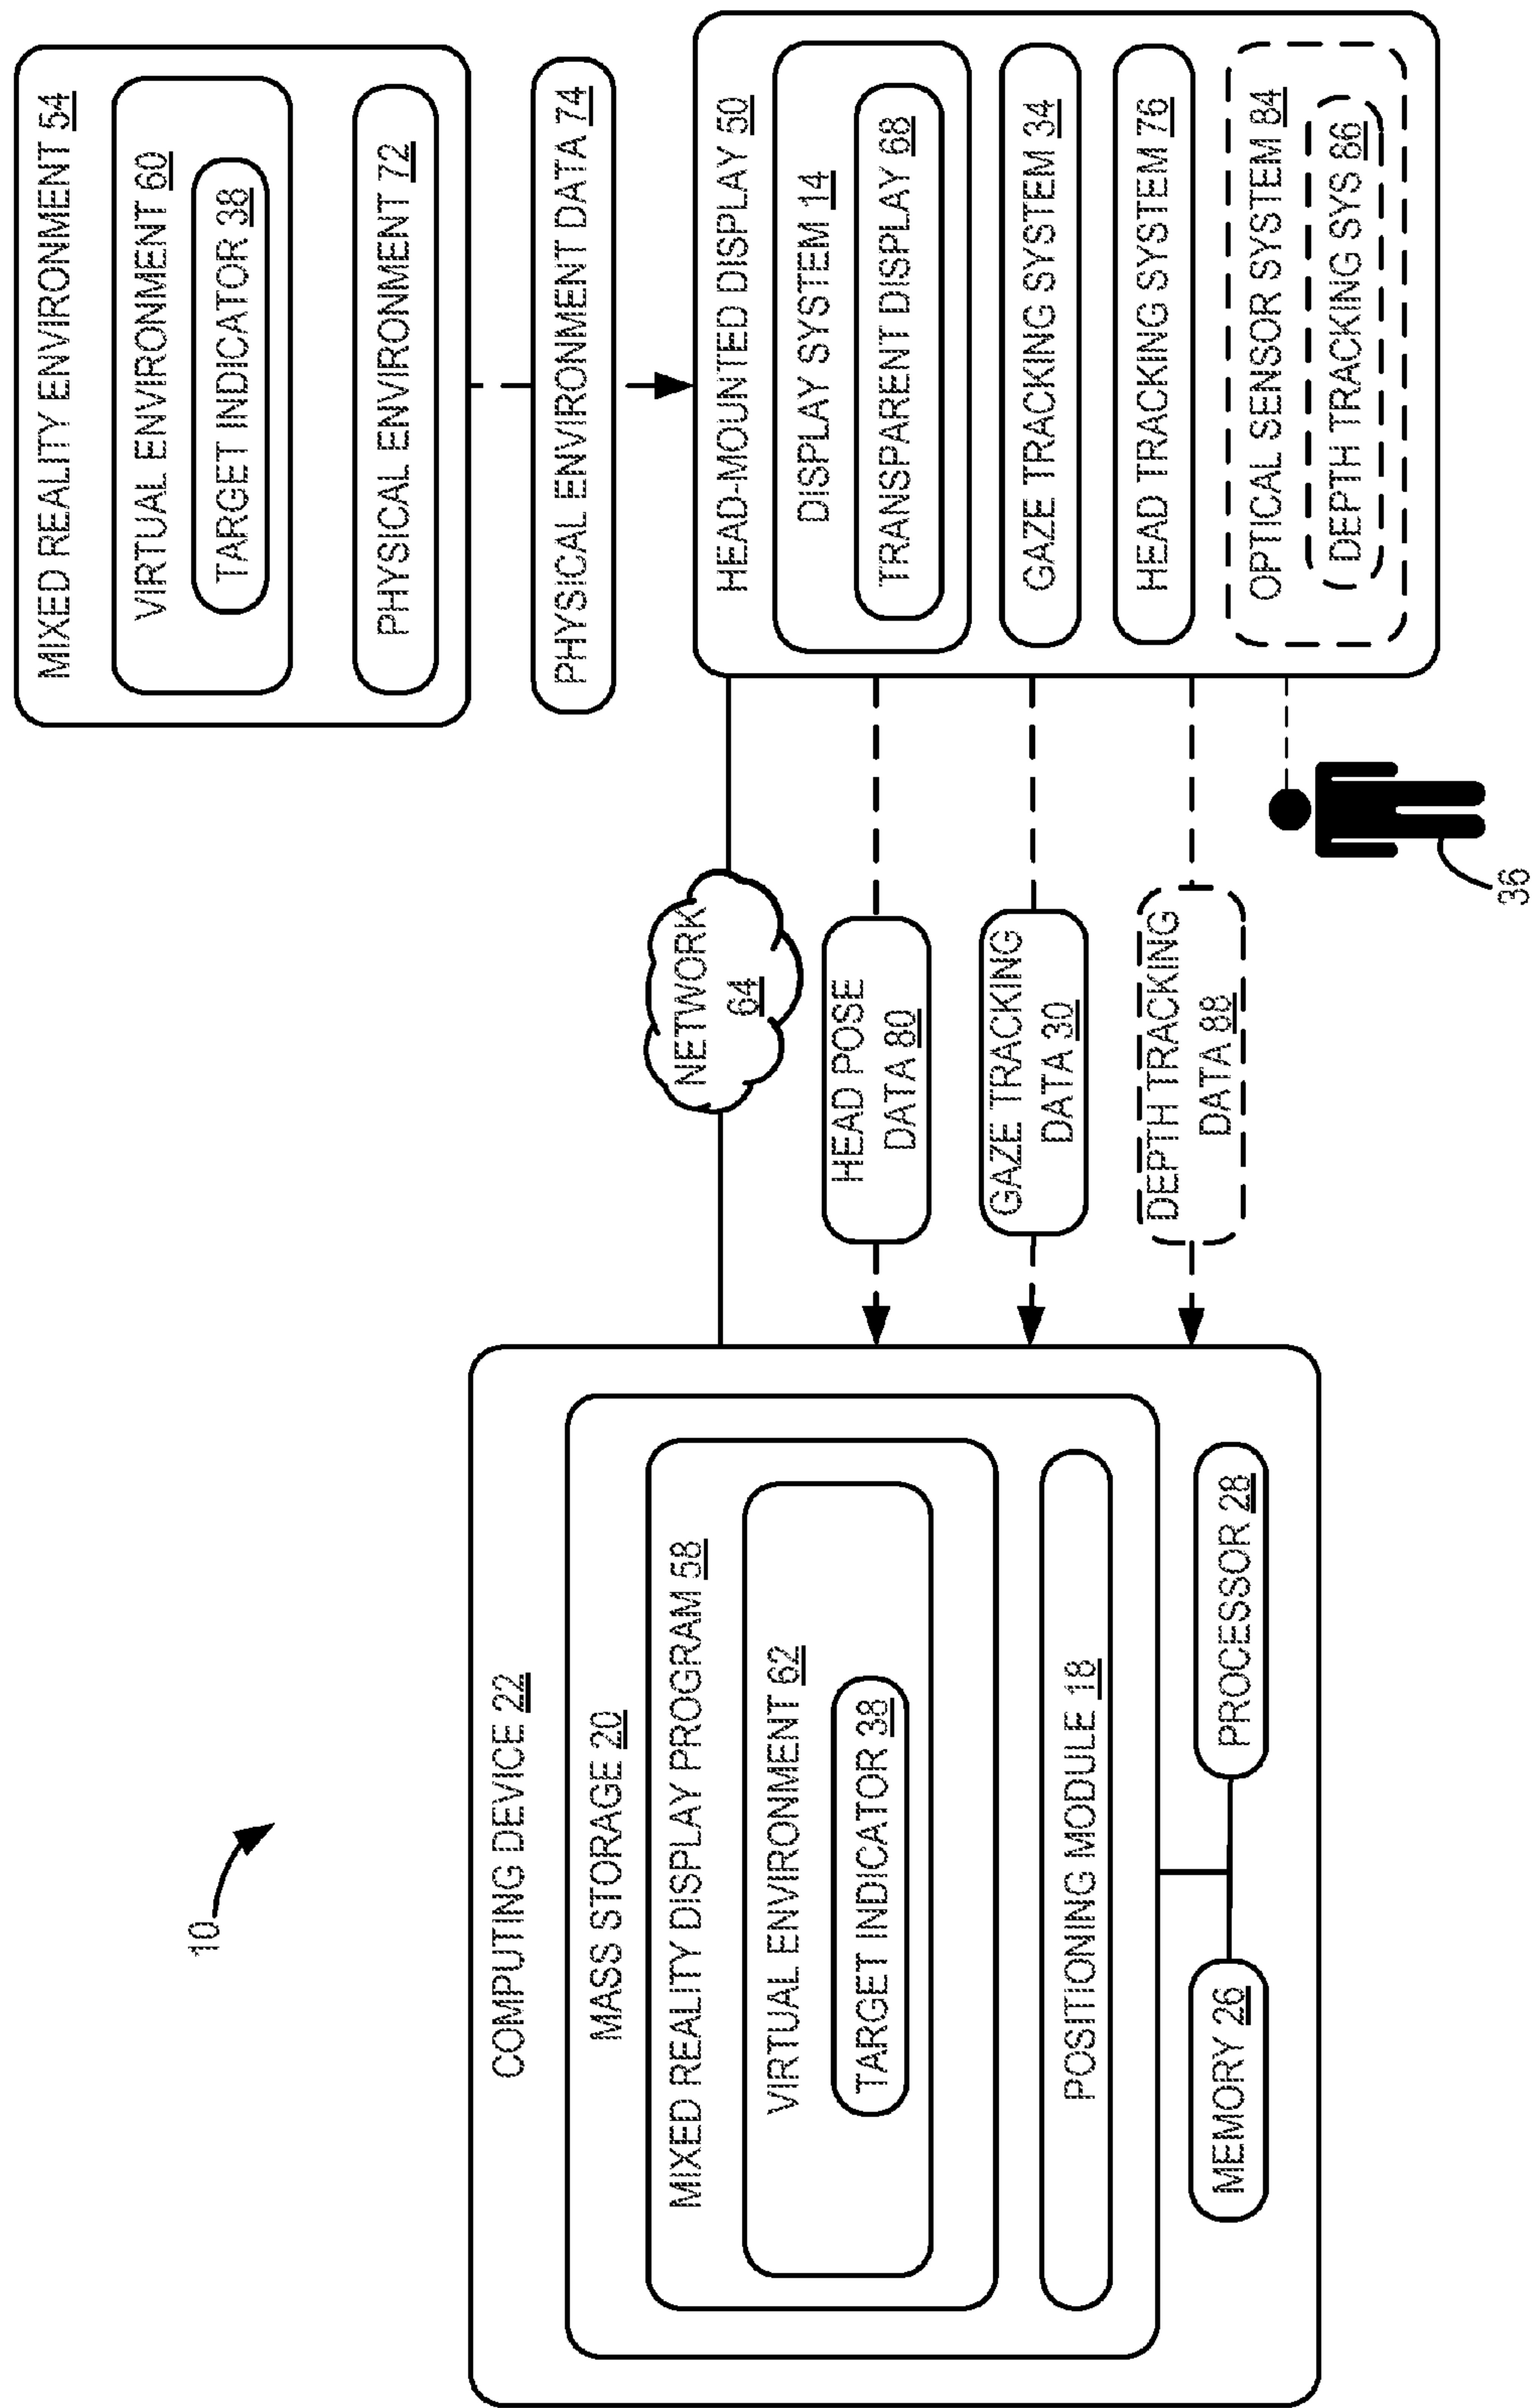 10
COMPUTING DEVICE 22
MASS STORAGE 20
MIXED REALITY DISPLAY PROGRAM 58
VIRTUAL ENVIRONMENT 62
TARGET INDICATOR 38
POSITIONING MODULE 18
MEMORY 26
PROCESSOR 28
NETWORK
64
HEAD POSE
DATA 80
GAZE TRACKING
DATA 30
DEPTH TRACKING
DATA 88
36
MIXED REALITY ENVIRONMENT 54
VIRTUAL ENVIRONMENT 60
TARGET INDICATOR 38
PHYSICAL ENVIRONMENT 72
PHYSICAL ENVIRONMENT DATA 74
HEAD-MOUNTED DISPLAY 50
DISPLAY SYSTEM 14
TRANSPARENT DISPLAY 68
GAZE TRACKING SYSTEM 34
HEAD TRACKING SYSTEM 76
OPTICAL SENSOR SYSTEM 84
DEPTH TRACKING SYS 86